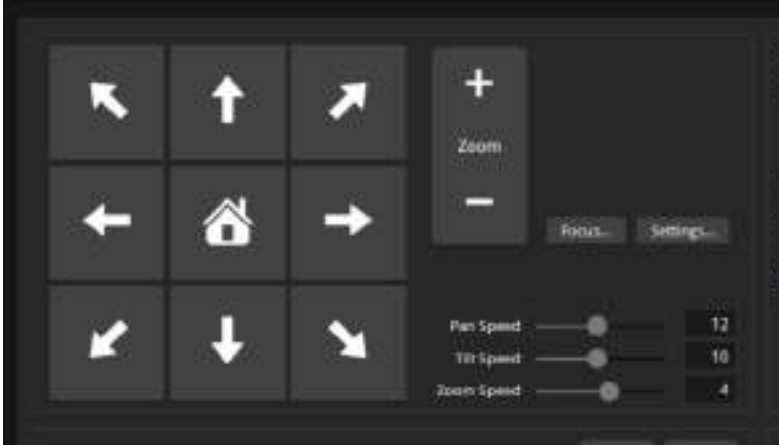 +
Zoom
−
Focus... Settings...
Pan Speed 12
Tilt Speed 10
Zoom Speed 4